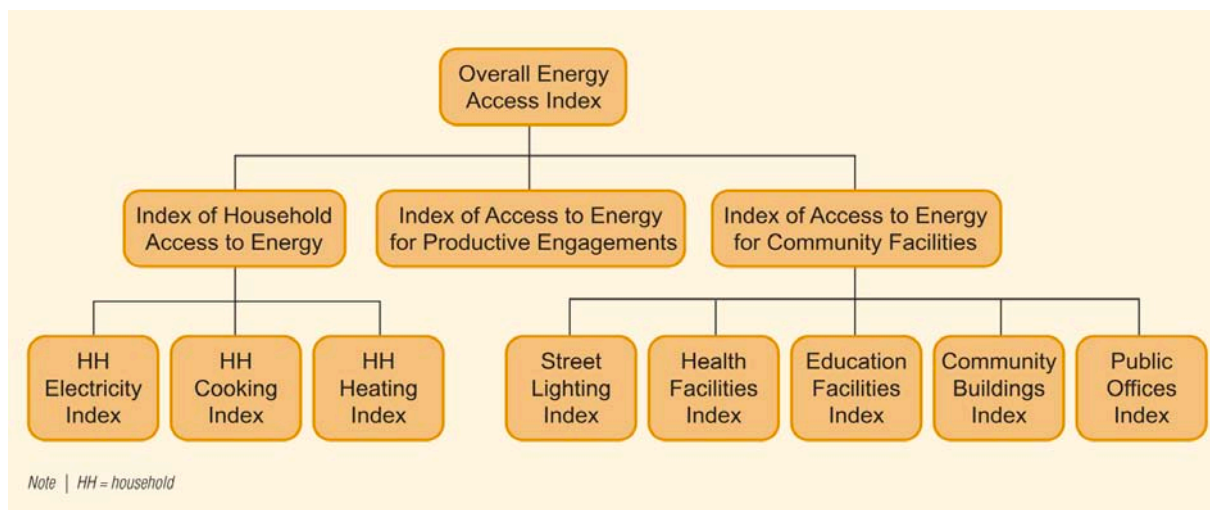 Overall Energy
Access Index
Index of Household
Access to Energy
Index of Access to Energy
for Productive Engagements
Index of Access to Energy
for Community Facilities
HH
Electricity
Index
HH
Cooking
Index
HH
Heating
Index
Street
Lighting
Index
Health
Facilities
Index
Education
Facilities
Index
Community
Buildings
Index
Public
Offices
Index
Note | HH = household